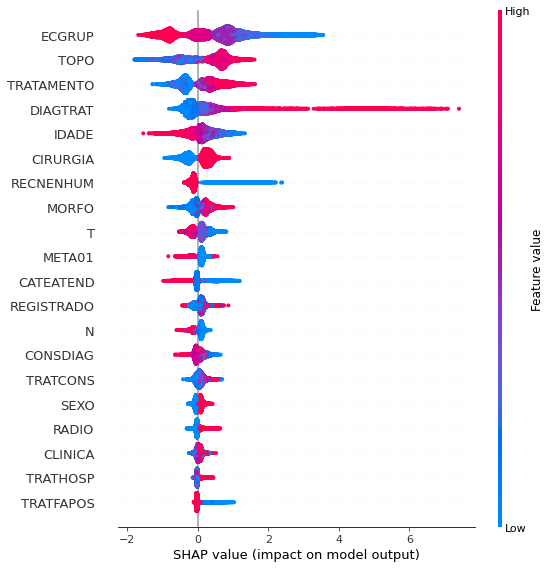 High
ECGRUP
TOPO
TRATAMENTO
DIAGTRAT
IDADE
CIRURGIA
RECNENHUM
MORFO
T
META01
CATEATEND
REGISTRADO
N
CONSDIAG
TRATCONS
SEXO
RADIO
CLINICA
TRATHOSP
TRATFAPOS
Feature value
Low
−2 0 2 4 6
SHAP value (impact on model output)